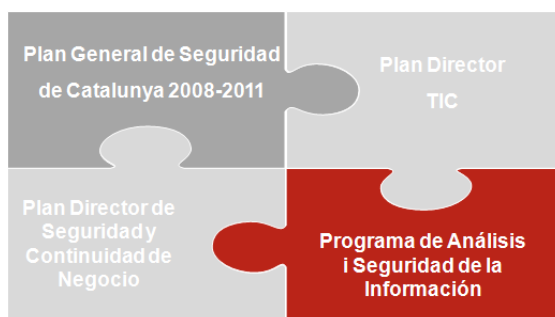 Plan General de Seguridad
de Catalunya 2008-2011
Plan Director
TIC
Plan Director de
Seguridad y
Continuidad de
Negocio
Programa de Análisis
i Seguridad de la
Información